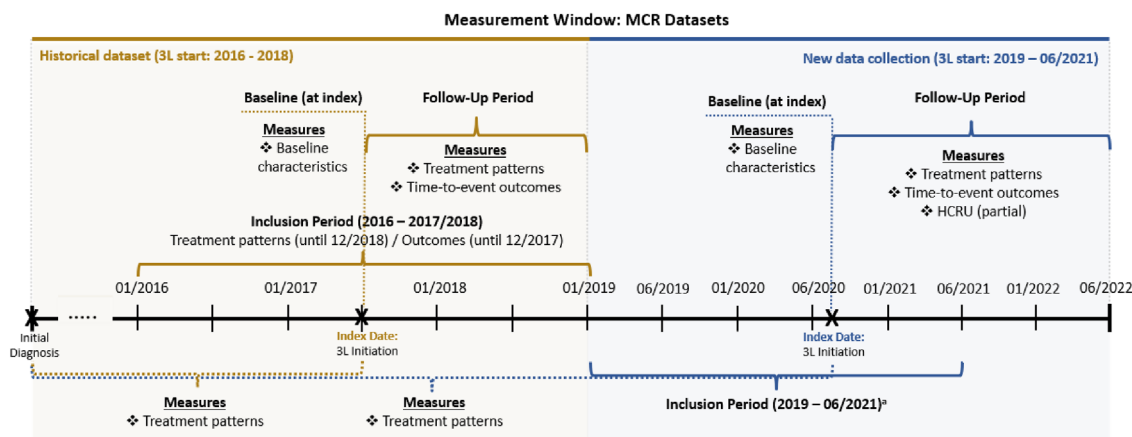 Measurement Window: MCR Datasets
Historical dataset (3L start: 2016 - 2018)
New data collection (3L start: 2019 – 06/2021)
Baseline (at index)
Measures
❖ Baseline
characteristics
Follow-Up Period
Measures
❖ Treatment patterns
❖ Time-to-event outcomes
Baseline (at index)
Measures
❖ Baseline
characteristics
Follow-Up Period
Measures
❖ Treatment patterns
❖ Time-to-event outcomes
❖ HCRU (partial)
Inclusion Period (2016 – 2017/2018)
Treatment patterns (until 12/2018) / Outcomes (until 12/2017)
01/2016
01/2017
01/2018
01/2019
06/2019
01/2020
06/2020
01/2021
06/2021
01/2022
06/2022
X
.....
X
X
Initial
Diagnosis
Index Date:
3L Initiation
Index Date:
3L Initiation
Measures
❖ Treatment patterns
Measures
❖ Treatment patterns
Inclusion Period (2019 – 06/2021)ᵃ